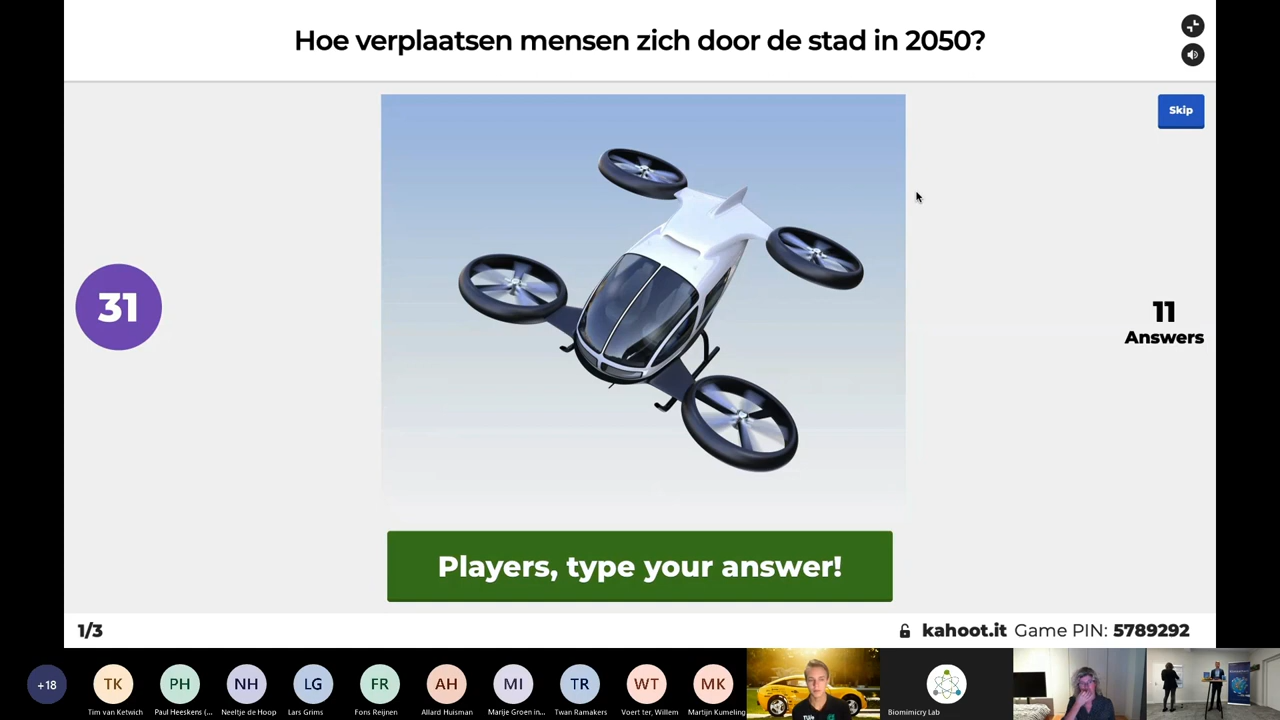 Hoe verplaatsen mensen zich door de stad in 2050?
Skip
31
11
Answers
Players, type your answer!
1/3
kahoot.it Game PIN: 5789292
+18
TK
PH
NH
LG
FR
AH
MI
TR
WT
MK
Tim van Ketwich
Paul Heeskens (...
Neeltje de Hoop
Lars Grims
Fons Reijnen
Allard Huisman
Marije Groen in...
Twan Ramakers
Voert ter, Willem
Martijn Kumeling
Biomimicry Lab